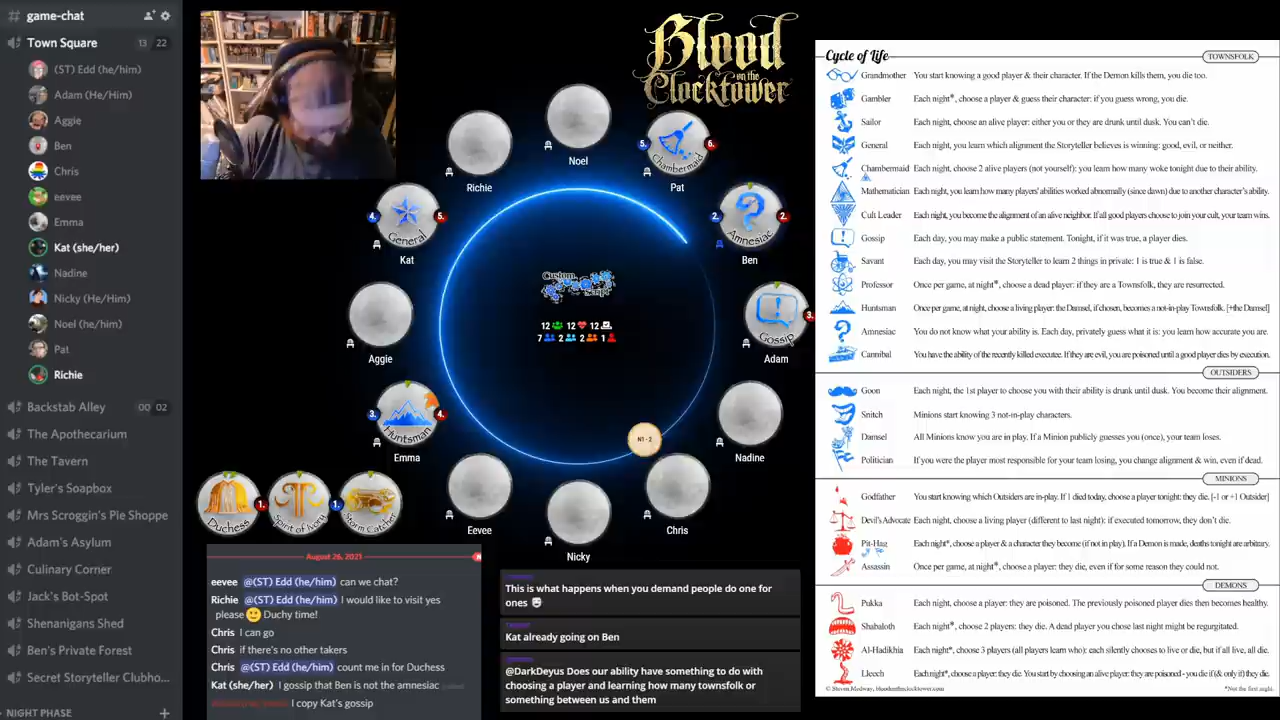 # game-chat
Town Square 13 22
(ST) Edd (he/him)
Adam (He/Him)
Aggie
Ben
Chris
eevee
Emma
Kat (she/her)
Nadine
Nicky (He/Him)
Noel (he/him)
Pat
Richie
Backstab Alley 00 02
The Apothecarium
The Tavern
Tyler's Soapbox
Mrs Scroggin's Pie Shoppe
Adam's Asylum
Culinary Corner
Jack's Bot-Spot
Shenanigans Shed
Ben's Private Forest
Secret Storyteller Clubho...
NIGHT PHASE +
Blood
on the
Clocktower
Noel
Richie
5. Chambermaid 6.
Pat
4. General 5.
Kat
2. Amnesiac 2.
Ben
Aggie
Gossip 3.
Adam
3. Huntsman 4.
Emma
Nadine
N1 - 2
Eevee
Nicky
Chris
Custom
Script
12 12 12
7 2 2 1
Duchess 1.
Spirit of Ivory 1.
Storm Catcher
August 26, 2021
eevee @(ST) Edd (he/him) can we chat?
Richie @(ST) Edd (he/him) I would like to visit yes
please Duchy time!
Chris I can go
Chris if there's no other takers
Chris @(ST) Edd (he/him) count me in for Duchess
Kat (she/her) I gossip that Ben is not the amnesiac
I copy Kat's gossip
This is what happens when you demand people do one for
ones
Kat already going on Ben
@DarkDeyus Does our ability have something to do with
choosing a player and learning how many townsfolk or
something between us and them
Cycle of Life
TOWNSFOLK
Grandmother You start knowing a good player & their character. If the Demon kills them, you die too.
Gambler Each night*, choose a player & guess their character: if you guess wrong, you die.
Sailor Each night, choose an alive player: either you or they are drunk until dusk. You can't die.
General Each night, you learn which alignment the Storyteller believes is winning: good, evil, or neither.
Chambermaid Each night, choose 2 alive players (not yourself): you learn how many woke tonight due to their ability.
Mathematician Each night, you learn how many players' abilities worked abnormally (since dawn) due to another character's ability.
Cult Leader Each night, you become the alignment of an alive neighbor. If all good players choose to join your cult, your team wins.
Gossip Each day, you may make a public statement. Tonight, if it was true, a player dies.
Savant Each day, you may visit the Storyteller to learn 2 things in private: 1 is true & 1 is false.
Professor Once per game, at night*, choose a dead player: if they are a Townsfolk, they are resurrected.
Huntsman Once per game, at night, choose a living player: the Damsel, if chosen, becomes a not-in-play Townsfolk. [+the Damsel]
Amnesiac You do not know what your ability is. Each day, privately guess what it is: you learn how accurate you are.
Cannibal You have the ability of the recently killed executee. If they are evil, you are poisoned until a good player dies by execution.
OUTSIDERS
Goon Each night, the 1st player to choose you with their ability is drunk until dusk. You become their alignment.
Snitch Minions start knowing 3 not-in-play characters.
Damsel All Minions know you are in play. If a Minion publicly guesses you (once), your team loses.
Politician If you were the player most responsible for your team losing, you change alignment & win, even if dead.
MINIONS
Godfather You start knowing which Outsiders are in-play. If 1 died today, choose a player tonight: they die. [-1 or +1 Outsider]
Devil's Advocate Each night, choose a living player (different to last night): if executed tomorrow, they don't die.
Pit-Hag Each night*, choose a player & a character they become (if not in play). If a Demon is made, deaths tonight are arbitrary.
Assassin Once per game, at night*, choose a player: they die, even if for some reason they could not.
DEMONS
Pukka Each night, choose a player: they are poisoned. The previously poisoned player dies then becomes healthy.
Shabaloth Each night*, choose 2 players: they die. A dead player you chose last night might be regurgitated.
Al-Hadikhia Each night*, choose 3 players (all players learn who): each silently chooses to live or die, but if all live, all die.
Lleech Each night*, choose a player: they die. You start by choosing an alive player: they are poisoned - you die if (& only if) they die.
© Steven Medway, bloodontheclocktower.com *Not the first night.